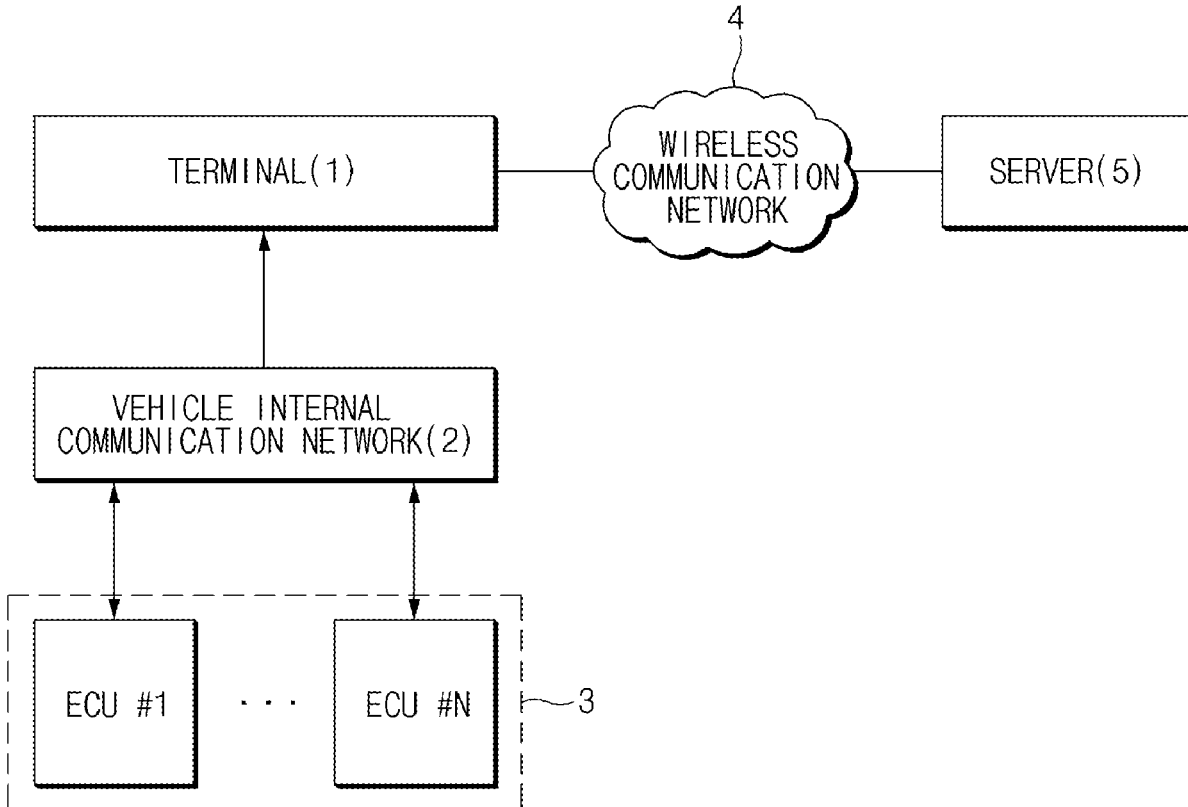 4
TERMINAL(1)
WIRELESS
COMMUNICATION
NETWORK
SERVER(5)
VEHICLE INTERNAL
COMMUNICATION NETWORK(2)
ECU #1
· · ·
ECU #N
3